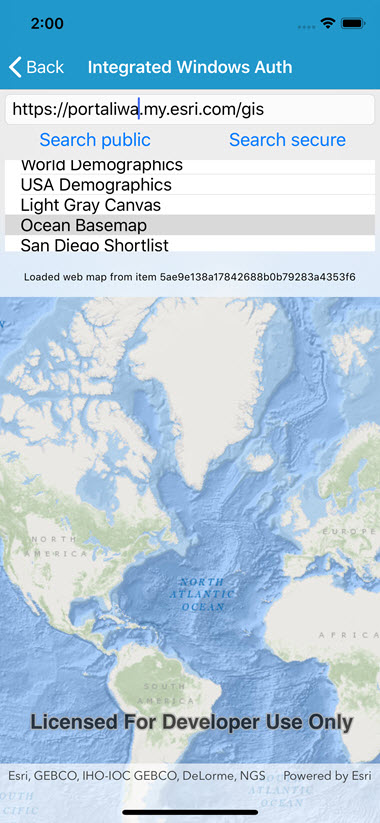 2:00
Back
Integrated Windows Auth
https://portaliwa.my.esri.com/gis
Search public
Search secure
World Demographics
USA Demographics
Light Gray Canvas
Ocean Basemap
San Diego Shortlist
Loaded web map from item 5ae9e138a17842688b0b79283a4353f6
NORTH
AMERICA
EUROPE
NORTH
ATLANTIC
OCEAN
AFRICA
SOUTH
AMERICA
Licensed For Developer Use Only
Esri, GEBCO, IHO-IOC GEBCO, DeLorme, NGS
Powered by Esri